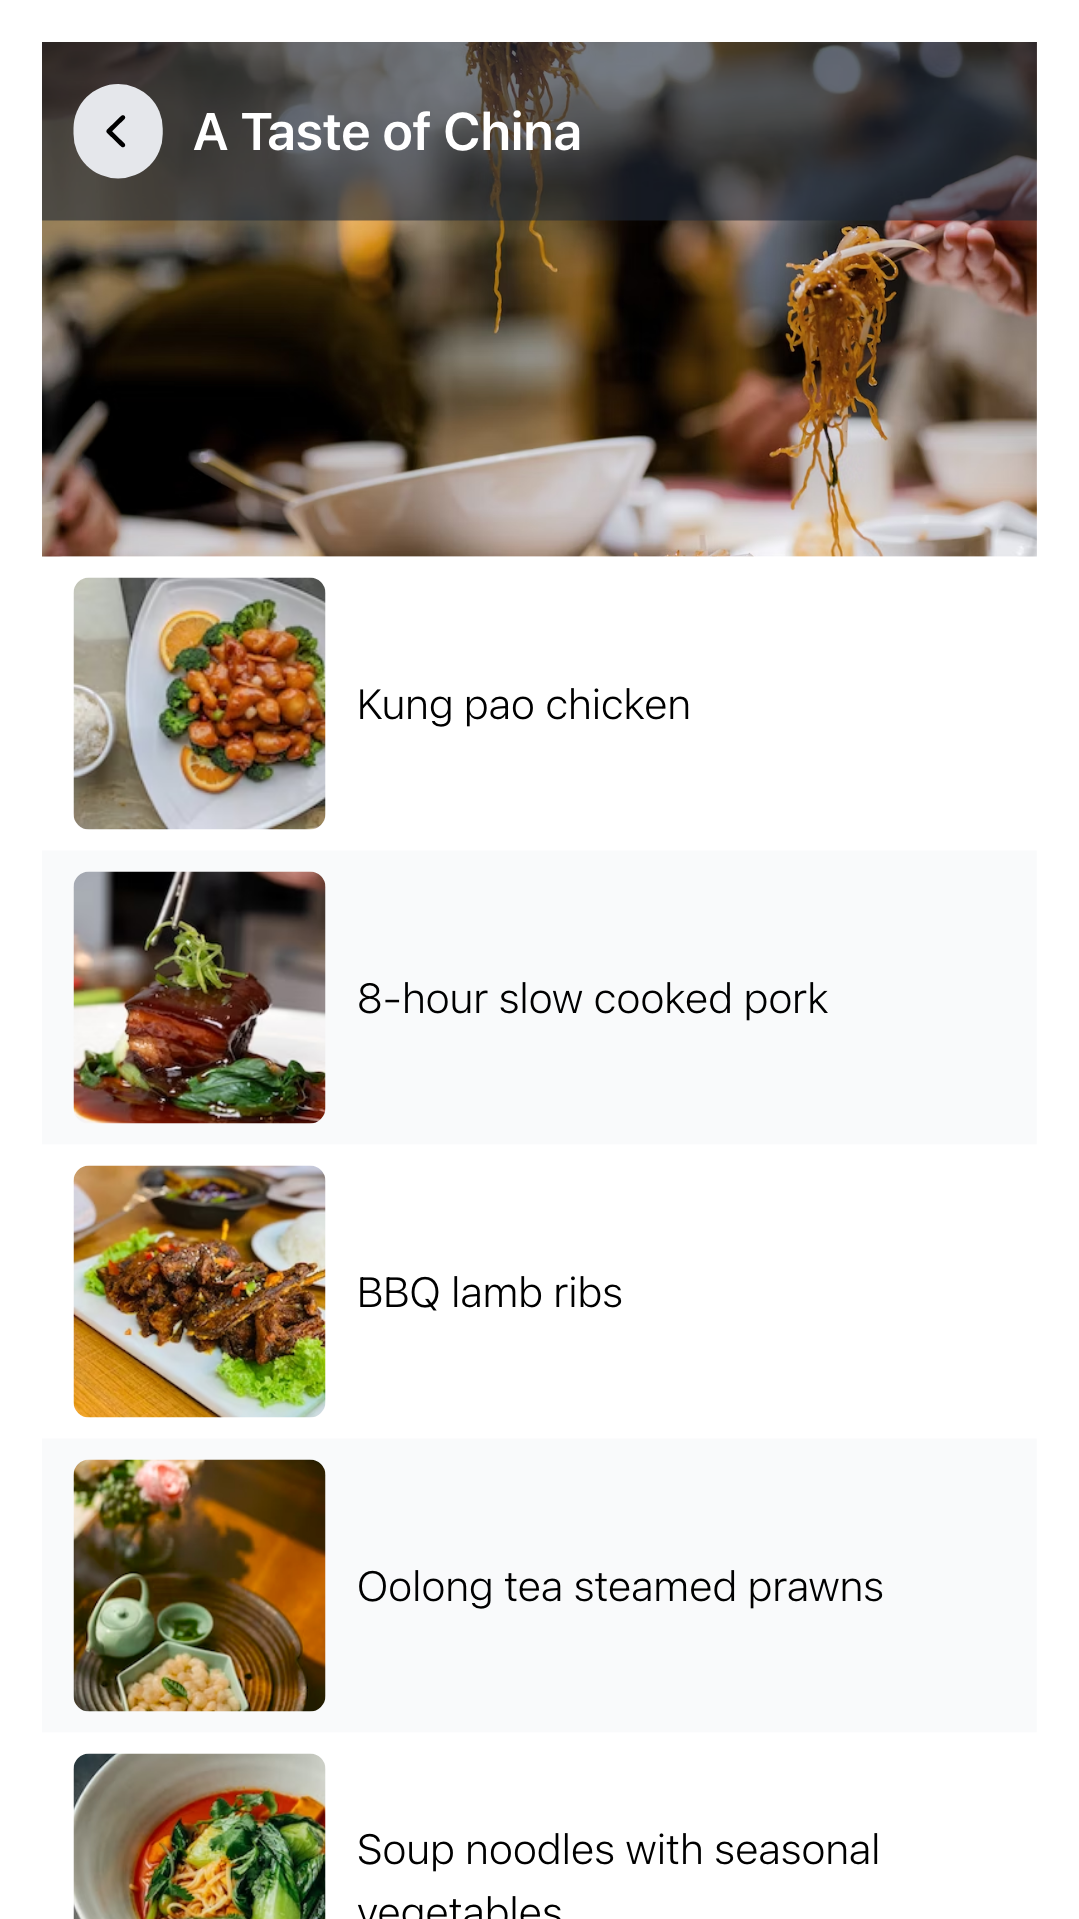 A Taste of China
Kung pao chicken
8-hour slow cooked pork
BBQ lamb ribs
Oolong tea steamed prawns
Soup noodles with seasonal
vegetables